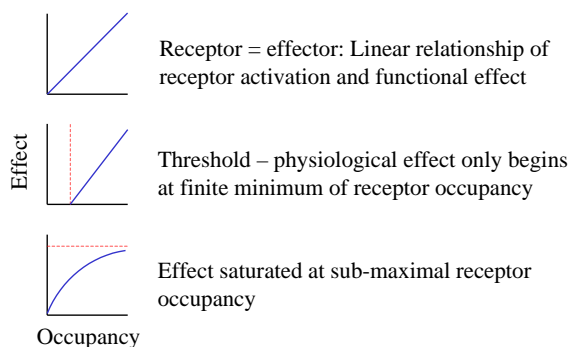 Receptor = effector: Linear relationship of
receptor activation and functional effect
Effect
Threshold – physiological effect only begins
at finite minimum of receptor occupancy
Effect saturated at sub-maximal receptor
occupancy
Occupancy